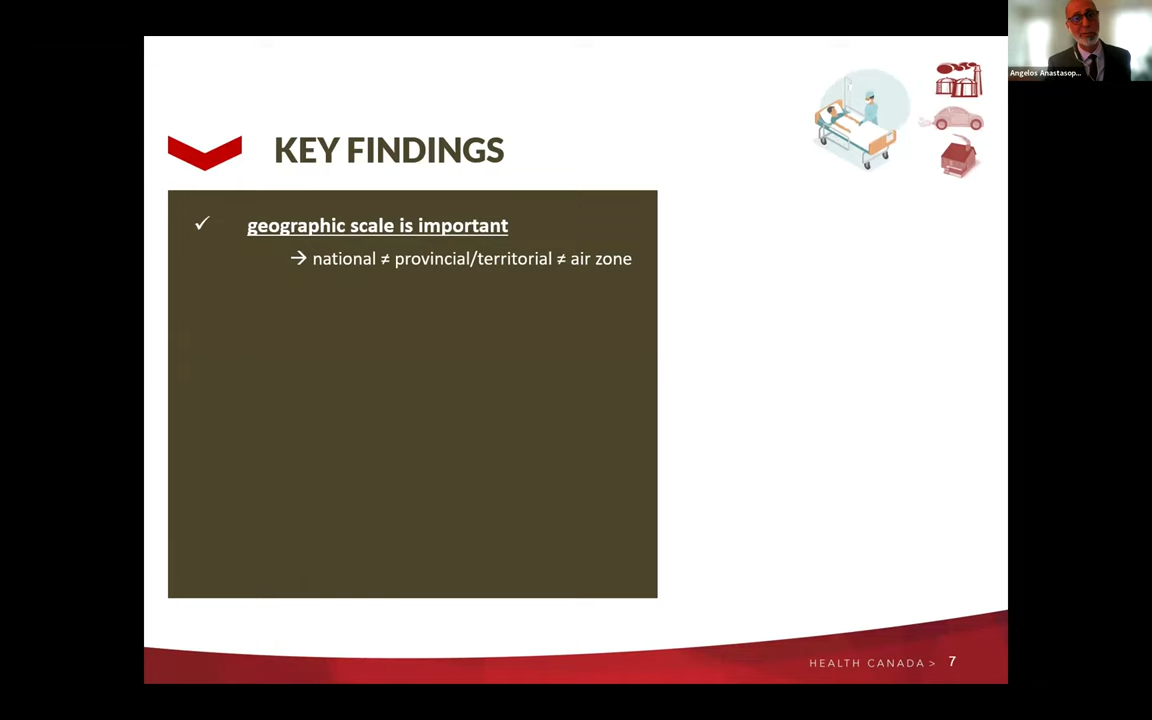 Angelos Anastasop...
KEY FINDINGS
✓ geographic scale is important
→ national ≠ provincial/territorial ≠ air zone
HEALTH CANADA > 7